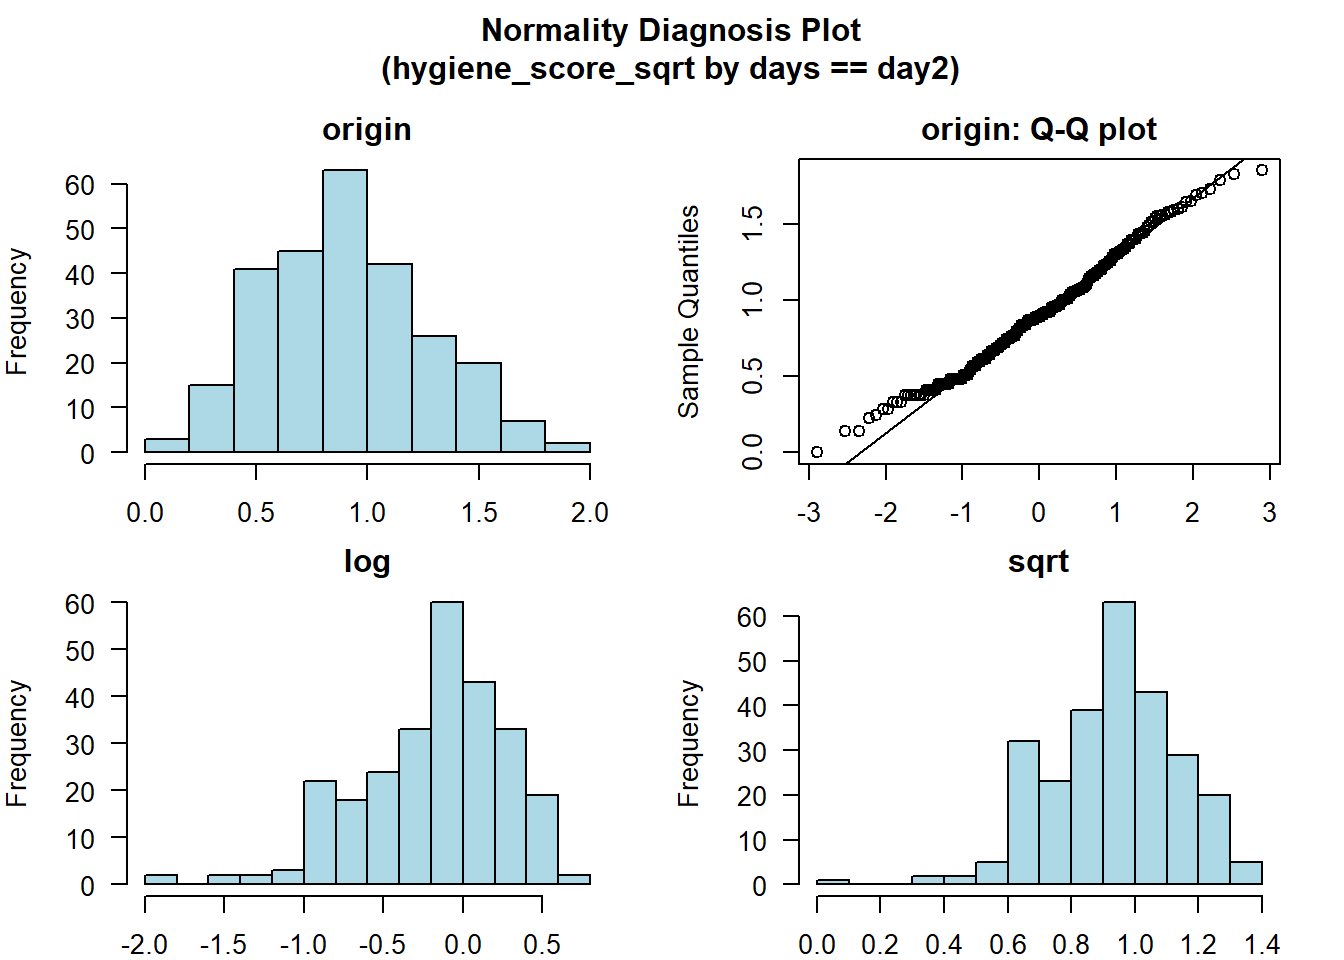 Normality Diagnosis Plot
(hygiene_score_sqrt by days == day2)
origin
Frequency
60
50
40
30
20
10
0
0.0 0.5 1.0 1.5 2.0
origin: Q-Q plot
Sample Quantiles
1.5
1.0
0.5
0.0
-3 -2 -1 0 1 2 3
log
Frequency
60
50
40
30
20
10
0
-2.0 -1.5 -1.0 -0.5 0.0 0.5
sqrt
Frequency
60
50
40
30
20
10
0
0.0 0.2 0.4 0.6 0.8 1.0 1.2 1.4